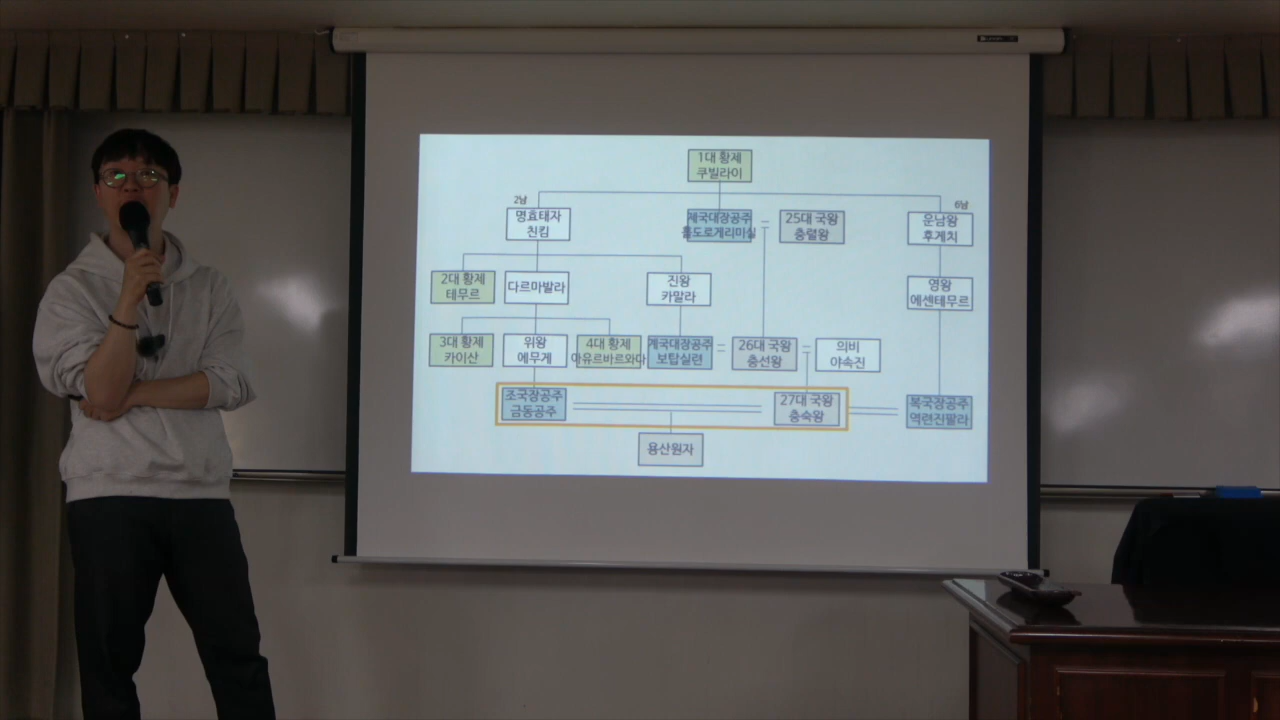 1대 황제
쿠빌라이
2남
6남
명효태자
친킴
제국대장공주
홀도로게리미실
25대 국왕
충렬왕
운남왕
후게치
2대 황제
테무르
다르마발라
진왕
카말라
영왕
에센테무르
3대 황제
카이산
위왕
에무게
4대 황제
아유르바르와다
계국대장공주
보탑실련
26대 국왕
충선왕
의비
야속진
조국장공주
금동공주
27대 국왕
충숙왕
복국장공주
역련진팔라
용산원자